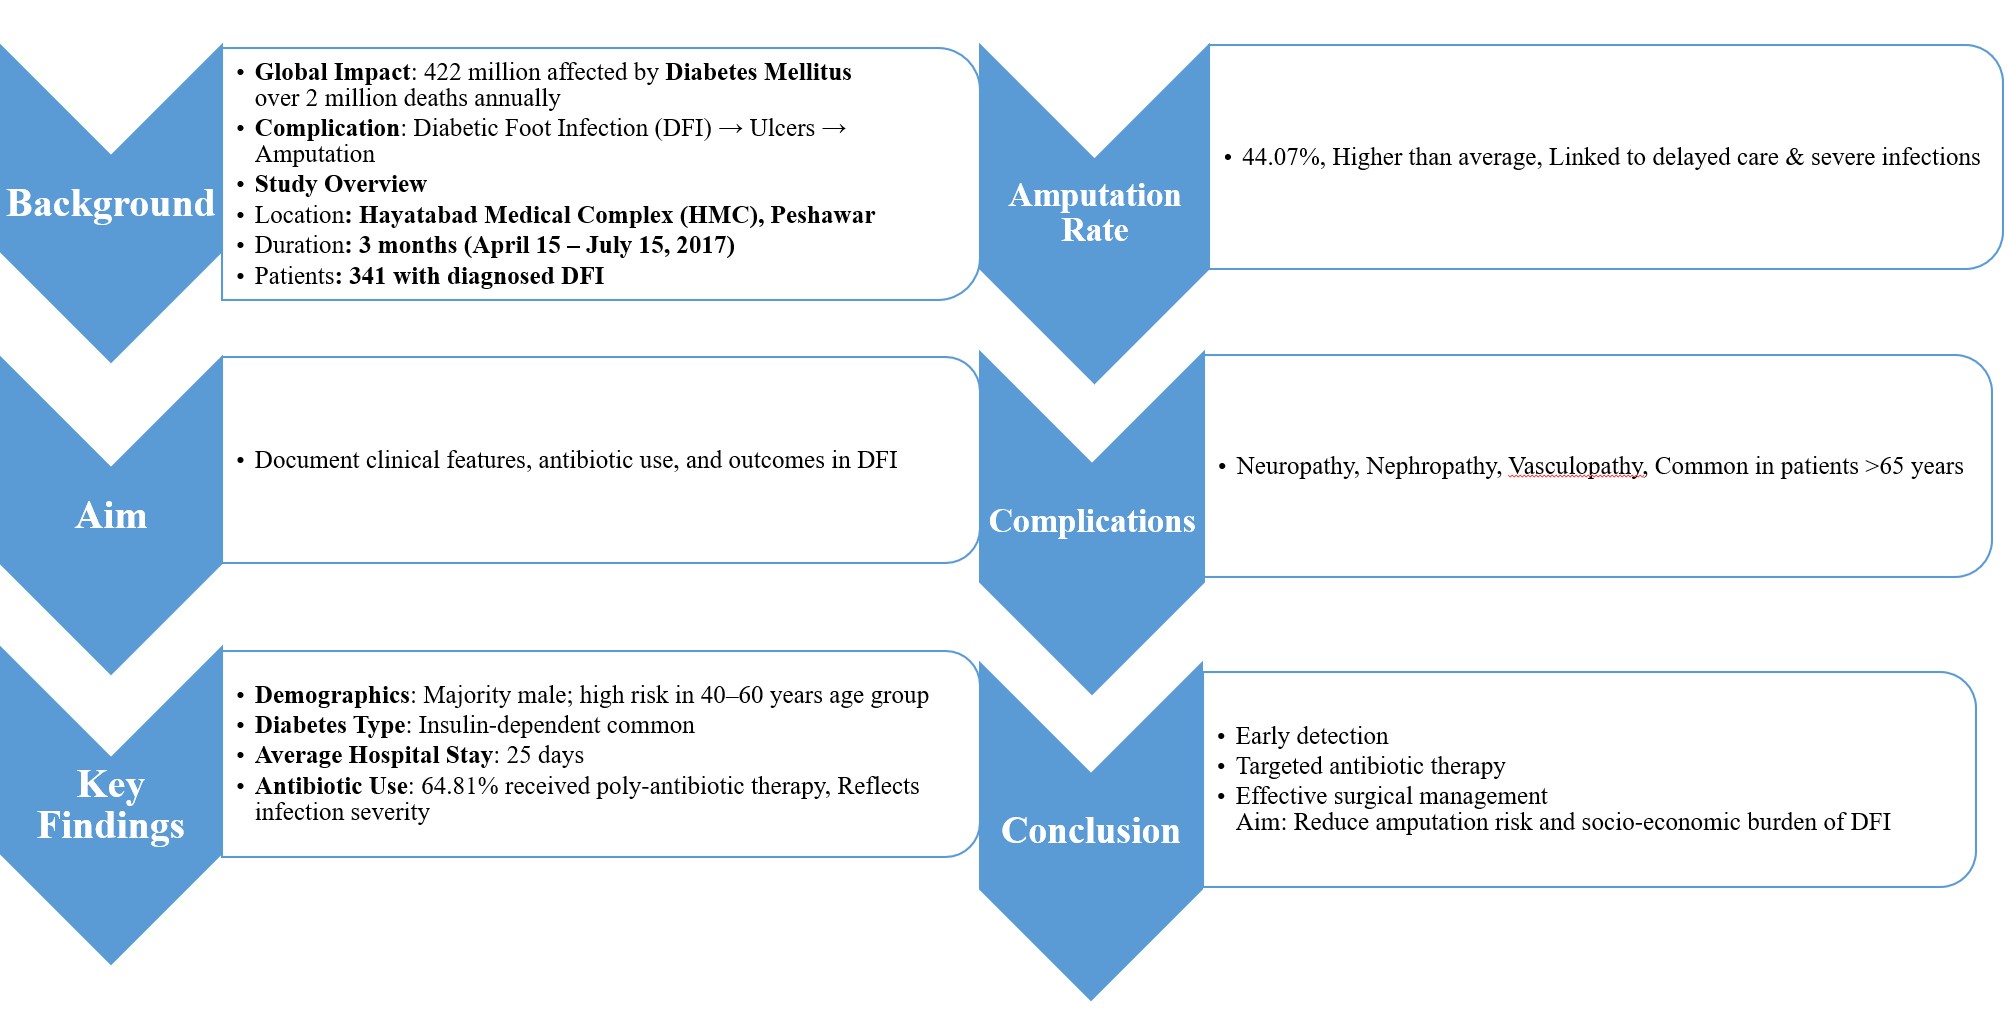 Background
• Global Impact: 422 million affected by Diabetes Mellitus
over 2 million deaths annually
• Complication: Diabetic Foot Infection (DFI) → Ulcers →
Amputation
• Study Overview
• Location: Hayatabad Medical Complex (HMC), Peshawar
• Duration: 3 months (April 15 – July 15, 2017)
• Patients: 341 with diagnosed DFI
Aim
• Document clinical features, antibiotic use, and outcomes in DFI
Key
Findings
• Demographics: Majority male; high risk in 40–60 years age group
• Diabetes Type: Insulin-dependent common
• Average Hospital Stay: 25 days
• Antibiotic Use: 64.81% received poly-antibiotic therapy, Reflects
infection severity
Amputation
Rate
• 44.07%, Higher than average, Linked to delayed care & severe infections
Complications
• Neuropathy, Nephropathy, Vasculopathy, Common in patients >65 years
Conclusion
• Early detection
• Targeted antibiotic therapy
• Effective surgical management
Aim: Reduce amputation risk and socio-economic burden of DFI